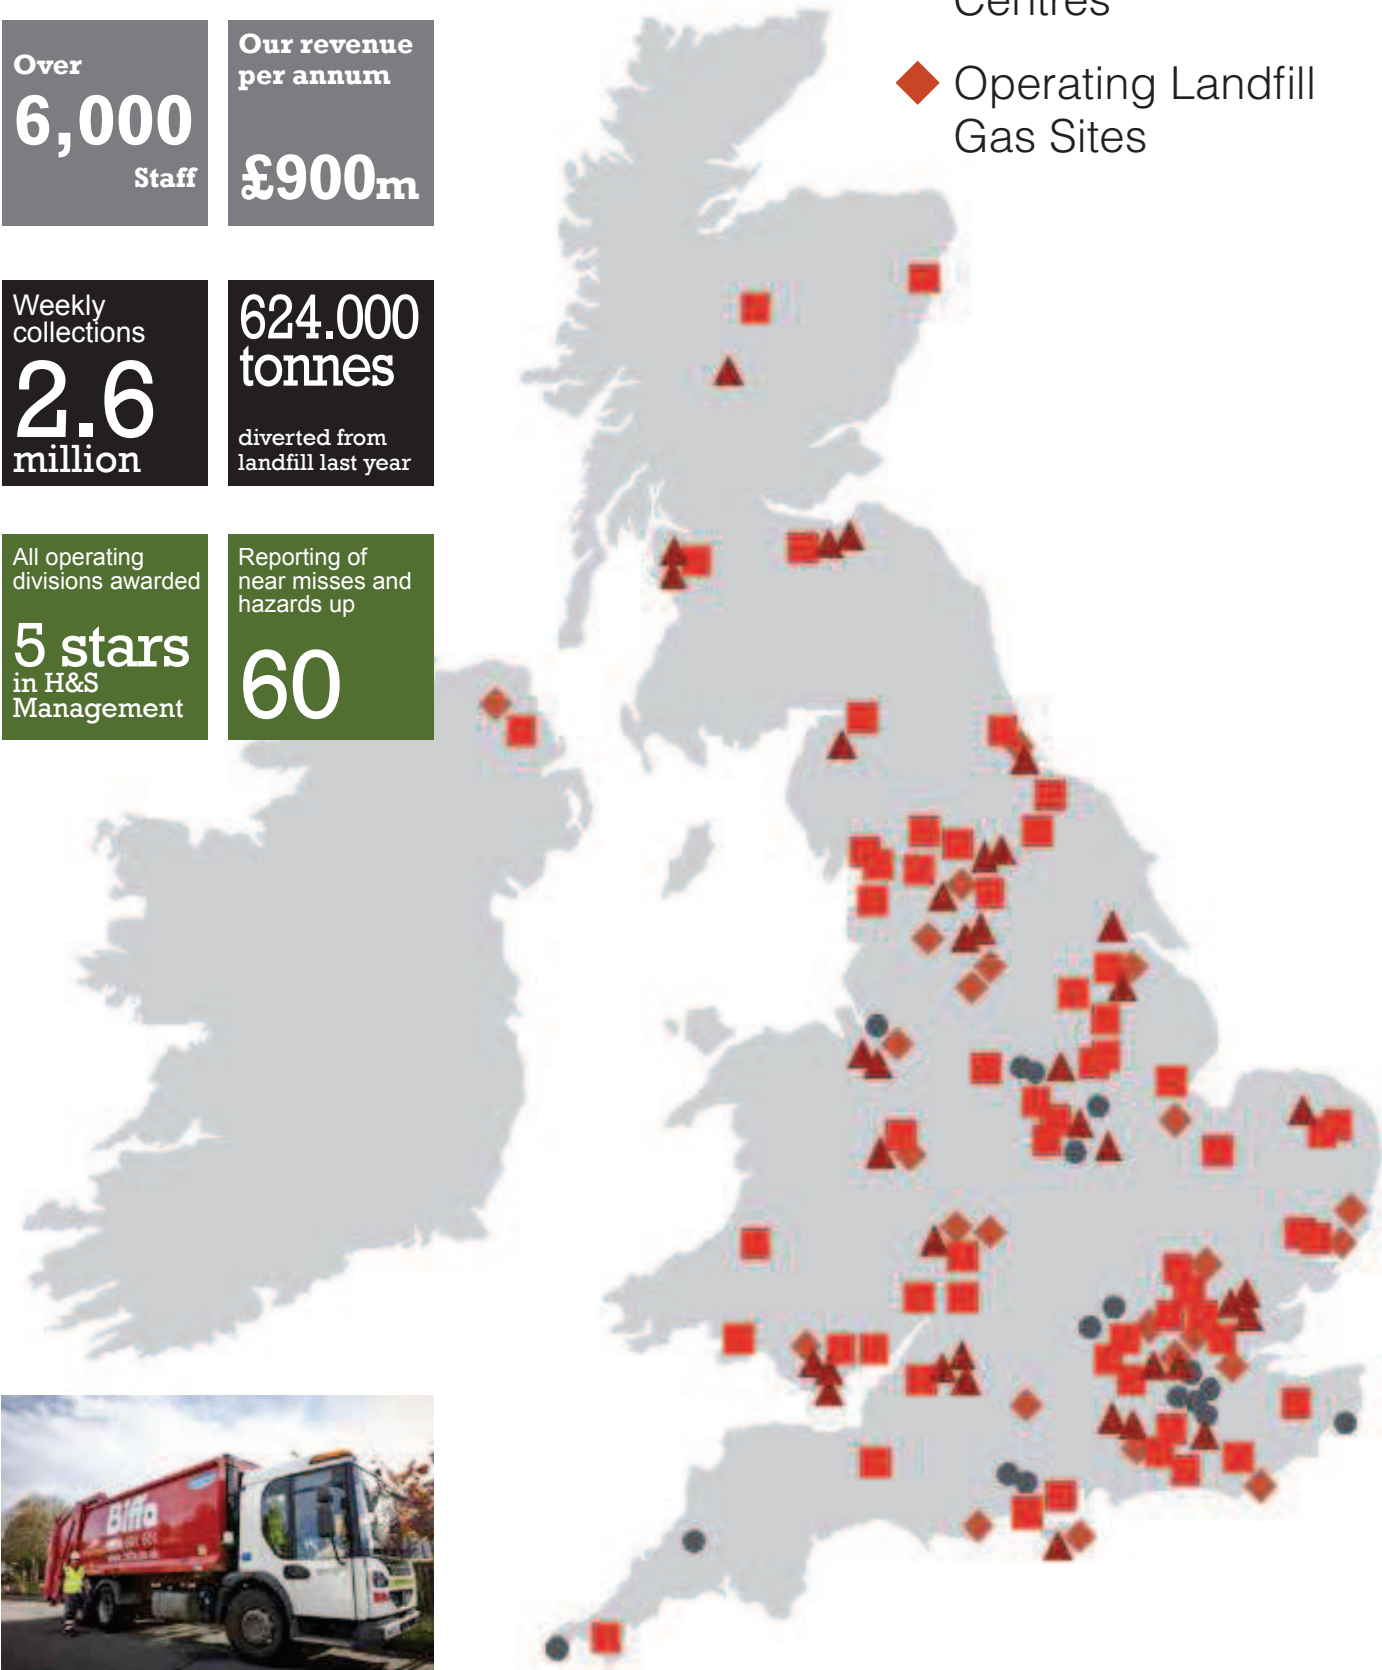 Centres
Operating Landfill
Gas Sites
Over
6,000
Staff
Our revenue
per annum
£900m
Weekly
collections
2.6
million
624.000
tonnes
diverted from
landfill last year
All operating
divisions awarded
5 stars
in H&S
Management
Reporting of
near misses and
hazards up
60
Biffa